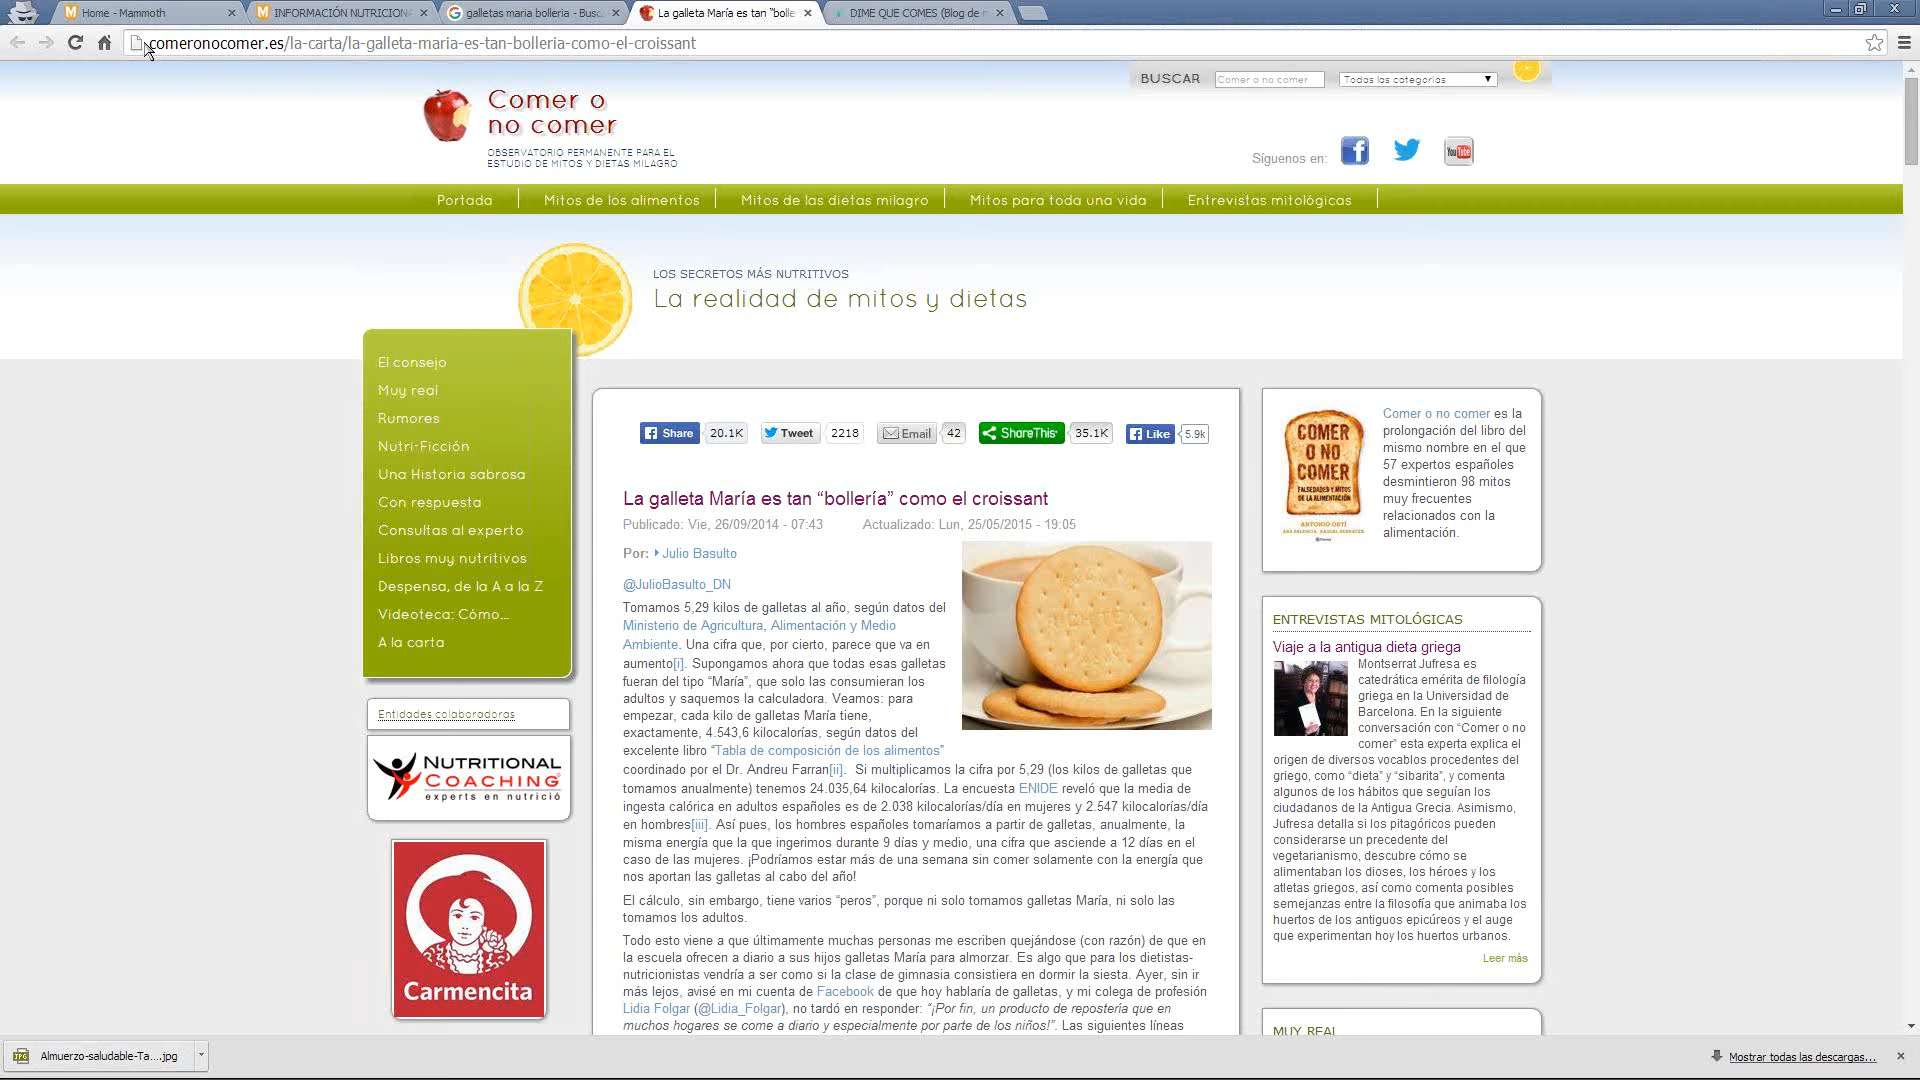 Home - Mammoth
INFORMACIÓN NUTRICION
galletas maria bolleria - Busc
La galleta María es tan "bolle
DIME QUE COMES (Blog de
comeronocomer.es/la-carta/la-galleta-maria-es-tan-bolleria-como-el-croissant
BUSCAR
Comer o no comer
Todas las categorias
Comer o
no comer
OBSERVATORIO PERMANENTE PARA EL
ESTUDIO DE MITOS Y DIETAS MILAGRO
Síguenos en:
You Tube
Portada
Mitos de los alimentos
Mitos de las dietas milagro
Mitos para toda una vida
Entrevistas mitológicas
LOS SECRETOS MÁS NUTRITIVOS
La realidad de mitos y dietas
El consejo
Muy real
Rumores
Nutri-Ficción
Una Historia sabrosa
Con respuesta
Consultas al experto
Libros muy nutritivos
Despensa, de la A a la Z
Videoteca: Cómo...
A la carta
Entidades colaboradoras
NUTRITIONAL
COACHING
experts en nutrició
Carmencita
Share 20.1K Tweet 2218 Email 42 ShareThis 35.1K Like 5.9k
La galleta María es tan “bollería” como el croissant
Publicado: Vie, 26/09/2014 - 07:43 Actualizado: Lun, 25/05/2015 - 19:05
Por: Julio Basulto
@JulioBasulto_DN
Tomamos 5,29 kilos de galletas al año, según datos del
Ministerio de Agricultura, Alimentación y Medio
Ambiente. Una cifra que, por cierto, parece que va en
aumento[i]. Supongamos ahora que todas esas galletas
fueran del tipo “María”, que solo las consumieran los
adultos y saquemos la calculadora. Veamos: para
empezar, cada kilo de galletas María tiene,
exactamente, 4.543,6 kilocalorías, según datos del
excelente libro “Tabla de composición de los alimentos”
coordinado por el Dr. Andreu Farran[ii]. Si multiplicamos la cifra por 5,29 (los kilos de galletas que
tomamos anualmente) tenemos 24.035,64 kilocalorías. La encuesta ENIDE reveló que la media de
ingesta calórica en adultos españoles es de 2.038 kilocalorías/día en mujeres y 2.547 kilocalorías/día
en hombres[iii]. Así pues, los hombres españoles tomaríamos a partir de galletas, anualmente, la
misma energía que la que ingerimos durante 9 días y medio, una cifra que asciende a 12 días en el
caso de las mujeres. ¡Podríamos estar más de una semana sin comer solamente con la energía que
nos aportan las galletas al cabo del año!
El cálculo, sin embargo, tiene varios “peros”, porque ni solo tomamos galletas María, ni solo las
tomamos los adultos.
Todo esto viene a que últimamente muchas personas me escriben quejándose (con razón) de que en
la escuela ofrecen a diario a sus hijos galletas María para almorzar. Es algo que para los dietistas-
nutricionistas vendría a ser como si la clase de gimnasia consistiera en dormir la siesta. Ayer, sin ir
más lejos, avisé en mi cuenta de Facebook de que hoy hablaría de galletas, y mi colega de profesión
Lidia Folgar (@Lidia_Folgar), no tardó en responder: “¡Por fin, un producto de repostería que en
muchos hogares se come a diario y especialmente por parte de los niños!”. Las siguientes líneas
COMER
O NO
COMER
FALSEDADES Y MITOS
DE LA ALIMENTACIÓN
ANTONIO ORTÍ
Comer o no comer es la
prolongación del libro del
mismo nombre en el que
57 expertos españoles
desmintieron 98 mitos
muy frecuentes
relacionados con la
alimentación.
ENTREVISTAS MITOLÓGICAS
Viaje a la antigua dieta griega
Montserrat Jufresa es
catedrática emérita de filología
griega en la Universidad de
Barcelona. En la siguiente
conversación con “Comer o no
comer” esta experta explica el
origen de diversos vocablos procedentes del
griego, como “dieta” y “sibarita”, y comenta
algunos de los hábitos que seguían los
ciudadanos de la Antigua Grecia. Asimismo,
Jufresa detalla si los pitagóricos pueden
considerarse un precedente del
vegetarianismo, descubre cómo se
alimentaban los dioses, los héroes y los
atletas griegos, así como comenta posibles
semejanzas entre la filosofía que animaba los
huertos de los antiguos epicúreos y el auge
que experimentan hoy los huertos urbanos.
Leer más
MUY REAL
Almuerzo-saludable-Ta....jpg
Mostrar todas las descargas...